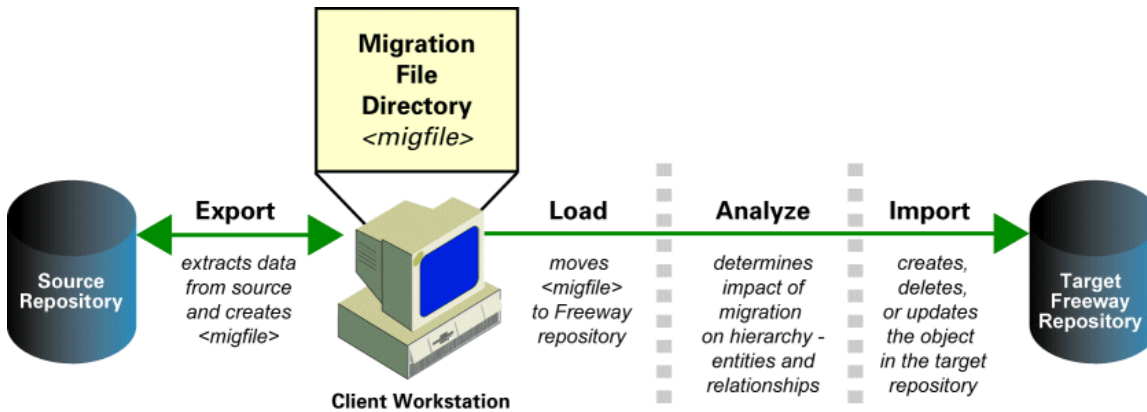 Migration
File
Directory
<migfile>
Export
Load
Analyze
Import
Source
Repository
extracts data
from source
and creates
<migfile>
moves
<migfile>
to Freeway
repository
determines
impact of
migration
on hierarchy -
entities and
relationships
creates,
deletes,
or updates
the object
in the target
repository
Target
Freeway
Repository
Client Workstation